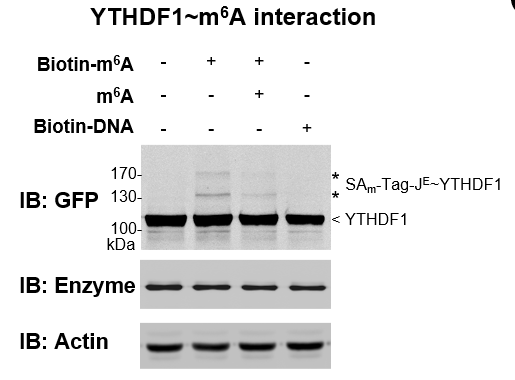 YTHDF1~m⁶A interaction
Biotin-m⁶A - + + -
m⁶A - - + -
Biotin-DNA - - - +
IB: GFP
170
130
100
kDa
* SAm-Tag-Jᴱ~YTHDF1
*
< YTHDF1
IB: Enzyme
IB: Actin